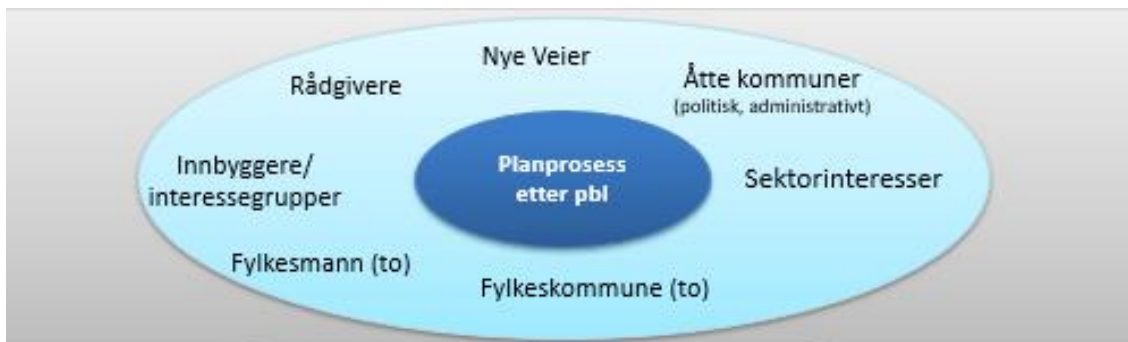 Nye Veier
Rådgivere
Åtte kommuner
(politisk, administrativt)
Innbyggere/
interessegrupper
Planprosess
etter pbl
Sektorinteresser
Fylkesmann (to)
Fylkeskommune (to)